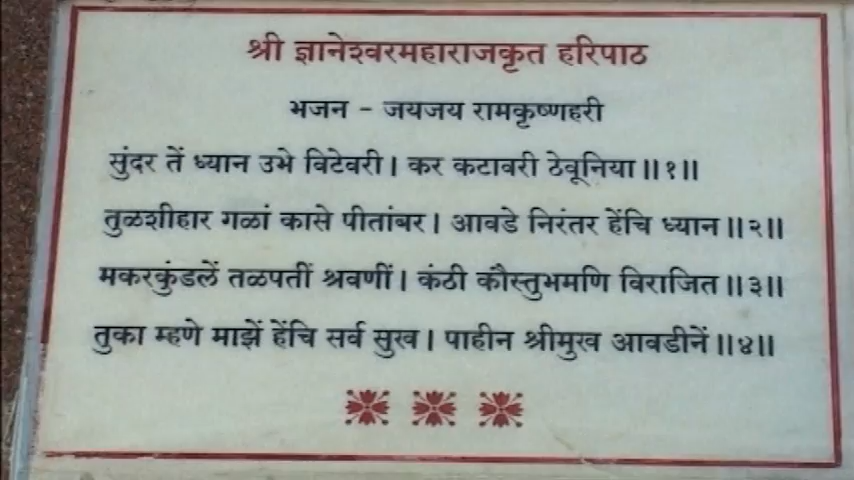 श्री ज्ञानेश्वरमहाराजकृत हरिपाठ
भजन - जयजय रामकृष्णहरी
सुंदर तें ध्यान उभे विटेवरी। कर कटावरी ठेवूनिया॥१॥
तुळशीहार गळां कासे पीतांबर। आवडे निरंतर हेंचि ध्यान॥२॥
मकरकुंडलें तळपतीं श्रवणीं। कंठी कौस्तुभमणि विराजित॥३॥
तुका म्हणे माझें हेंचि सर्व सुख। पाहीन श्रीमुख आवडीनें॥४॥